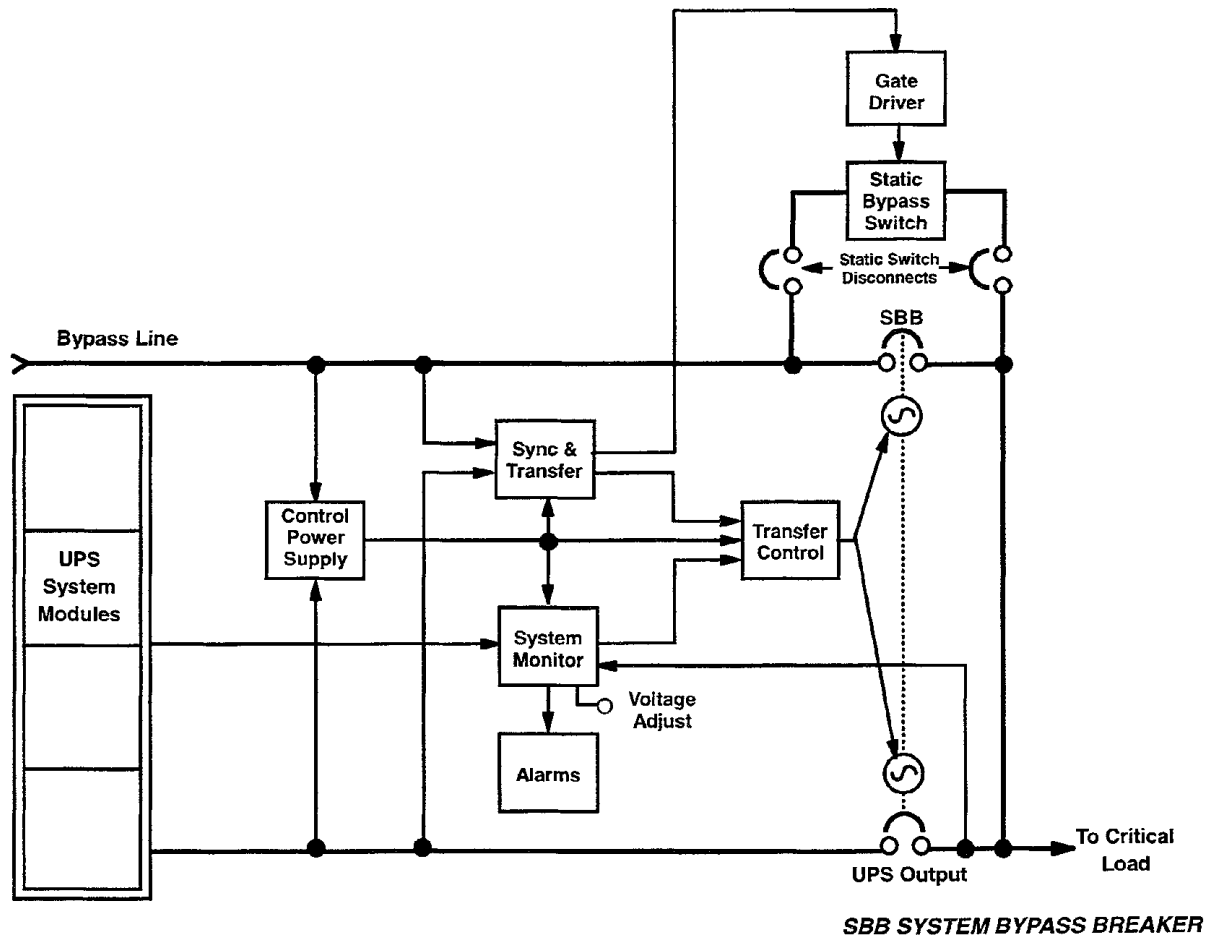 Gate
Driver
Static
Bypass
Switch
Static Switch
Disconnects
SBB
Bypass Line
Sync &
Transfer
Control
Power
Supply
Transfer
Control
UPS
System
Modules
System
Monitor
Voltage
Adjust
Alarms
To Critical
Load
UPS Output
SBB SYSTEM BYPASS BREAKER